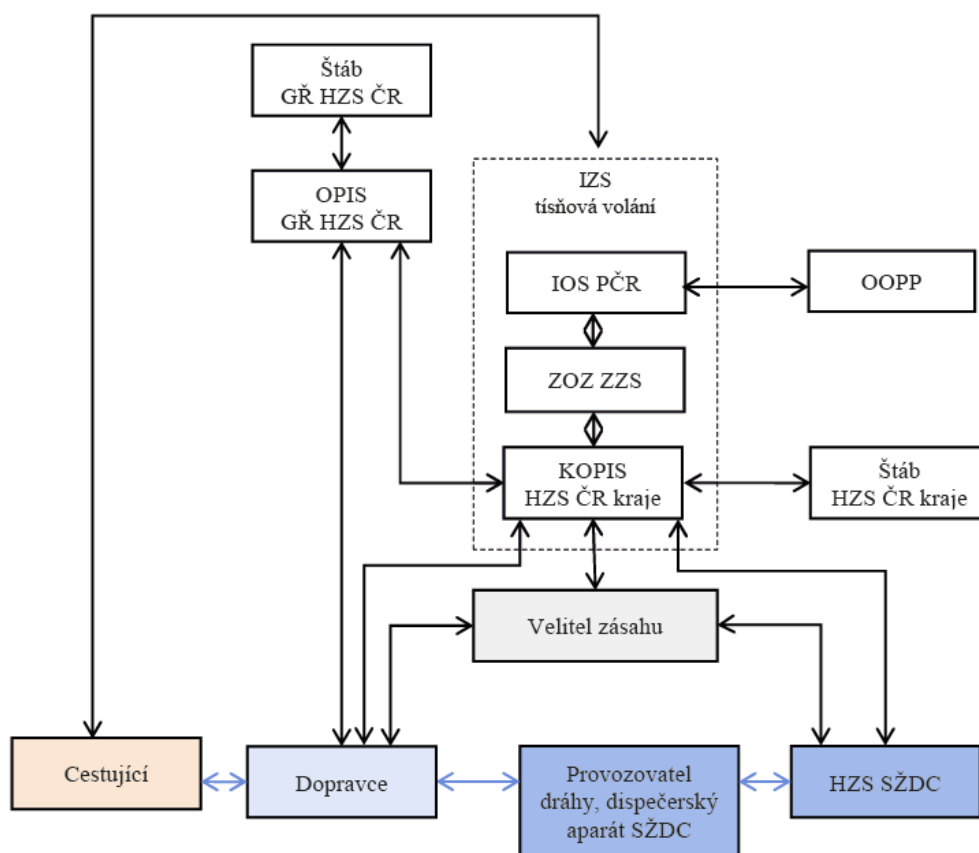 Štáb
GŘ HZS ČR
OPIS
GŘ HZS ČR
IZS
tísňová volání
IOS PČR
OOPP
ZOZ ZZS
KOPIS
HZS ČR kraje
Štáb
HZS ČR kraje
Velitel zásahu
Cestující
Dopravce
Provozovatel
dráhy, dispečerský
aparát SŽDC
HZS SŽDC